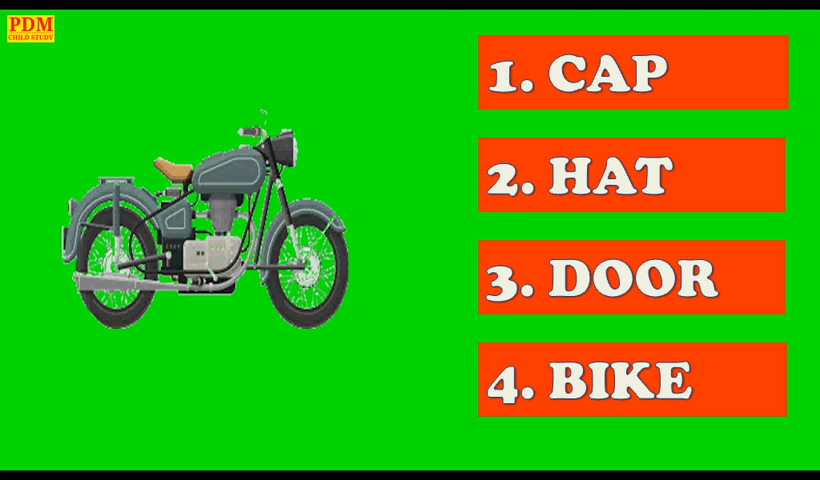 PDM
CHILD STUDY
1. CAP
2. HAT
3. DOOR
4. BIKE